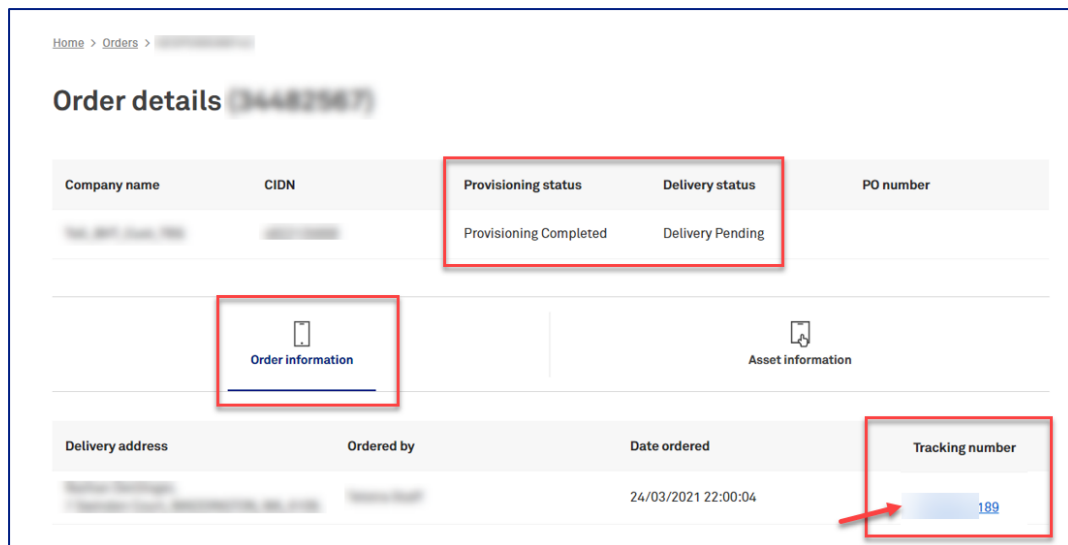 Home > Orders >
Order details
Company name CIDN Provisioning status Delivery status PO number
Provisioning Completed Delivery Pending
Order information Asset information
Delivery address Ordered by Date ordered Tracking number
24/03/2021 22:00:04 189